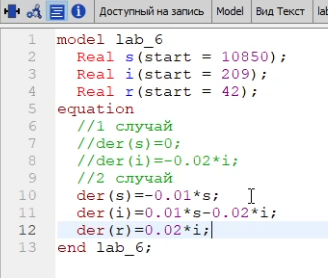 Доступный на запись Model Вид Текст lab
1 model lab_6
2 Real s(start = 10850);
3 Real i(start = 209);
4 Real r(start = 42);
5 equation
6 //1 случай
7 //der(s)=0;
8 //der(i)=-0.02*i;
9 //2 случай
10 der(s)=-0.01*s;
11 der(i)=0.01*s-0.02*i;
12 der(r)=0.02*i;
13 end lab_6;